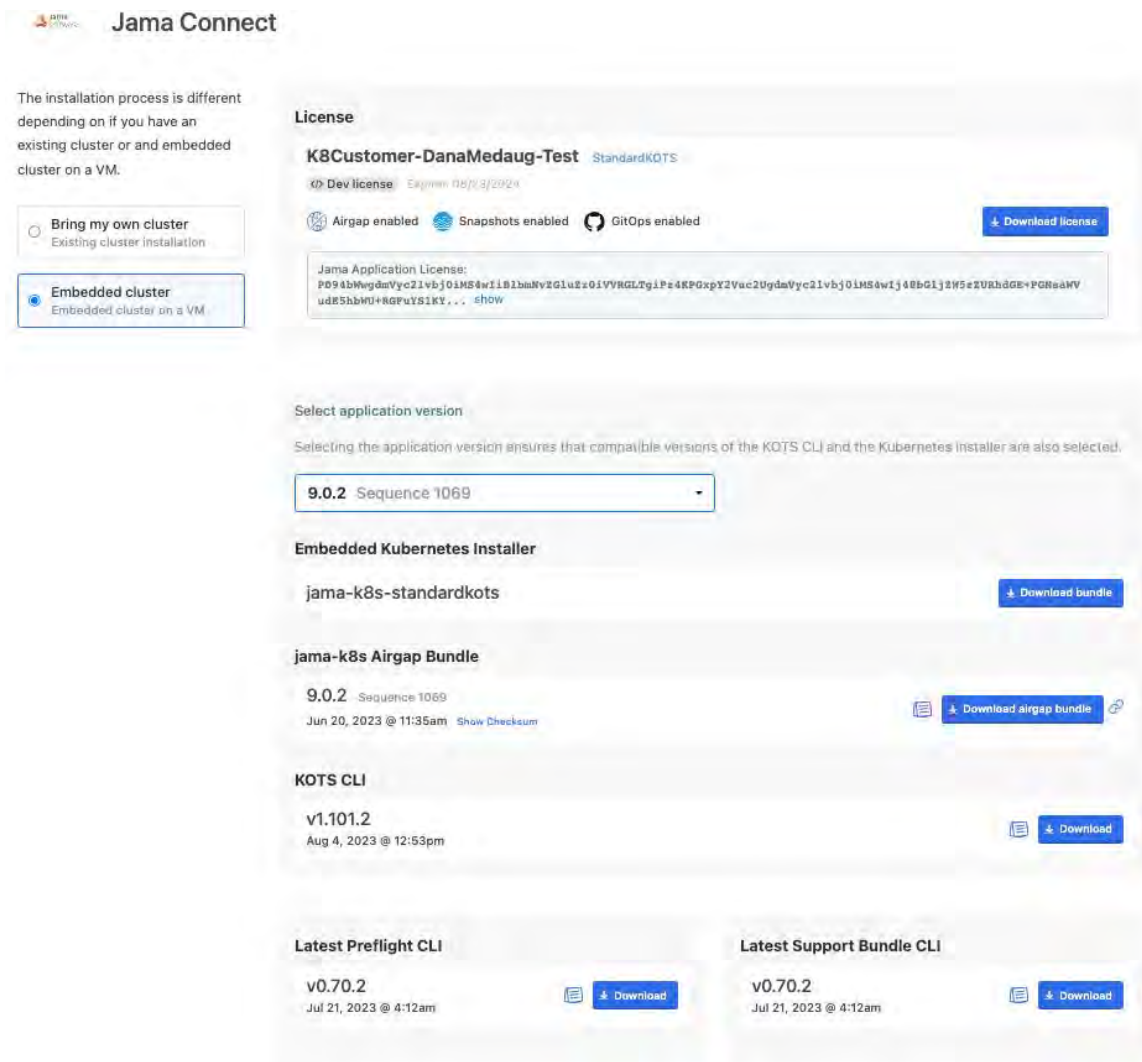 Jama Connect
The installation process is different
depending on if you have an
existing cluster or and embedded
cluster on a VM.
Bring my own cluster
Existing cluster installation
Embedded cluster
Embedded cluster on a VM
License
K8Customer-DanaMedaug-Test StandardKOTS
</> Dev license Expires
Airgap enabled Snapshots enabled GitOps enabled
Download license
Jama Application License:
show
Select application version
Selecting the application version ensures that compatible versions of the KOTS CLI and the Kubernetes installer are also selected.
9.0.2 Sequence 1069
Embedded Kubernetes Installer
jama-k8s-standardkots
Download bundle
jama-k8s Airgap Bundle
9.0.2 Sequence 1069
Jun 20, 2023 @ 11:35am Show Checksum
Download airgap bundle
KOTS CLI
v1.101.2
Aug 4, 2023 @ 12:53pm
Download
Latest Preflight CLI
v0.70.2
Jul 21, 2023 @ 4:12am
Download
Latest Support Bundle CLI
v0.70.2
Jul 21, 2023 @ 4:12am
Download